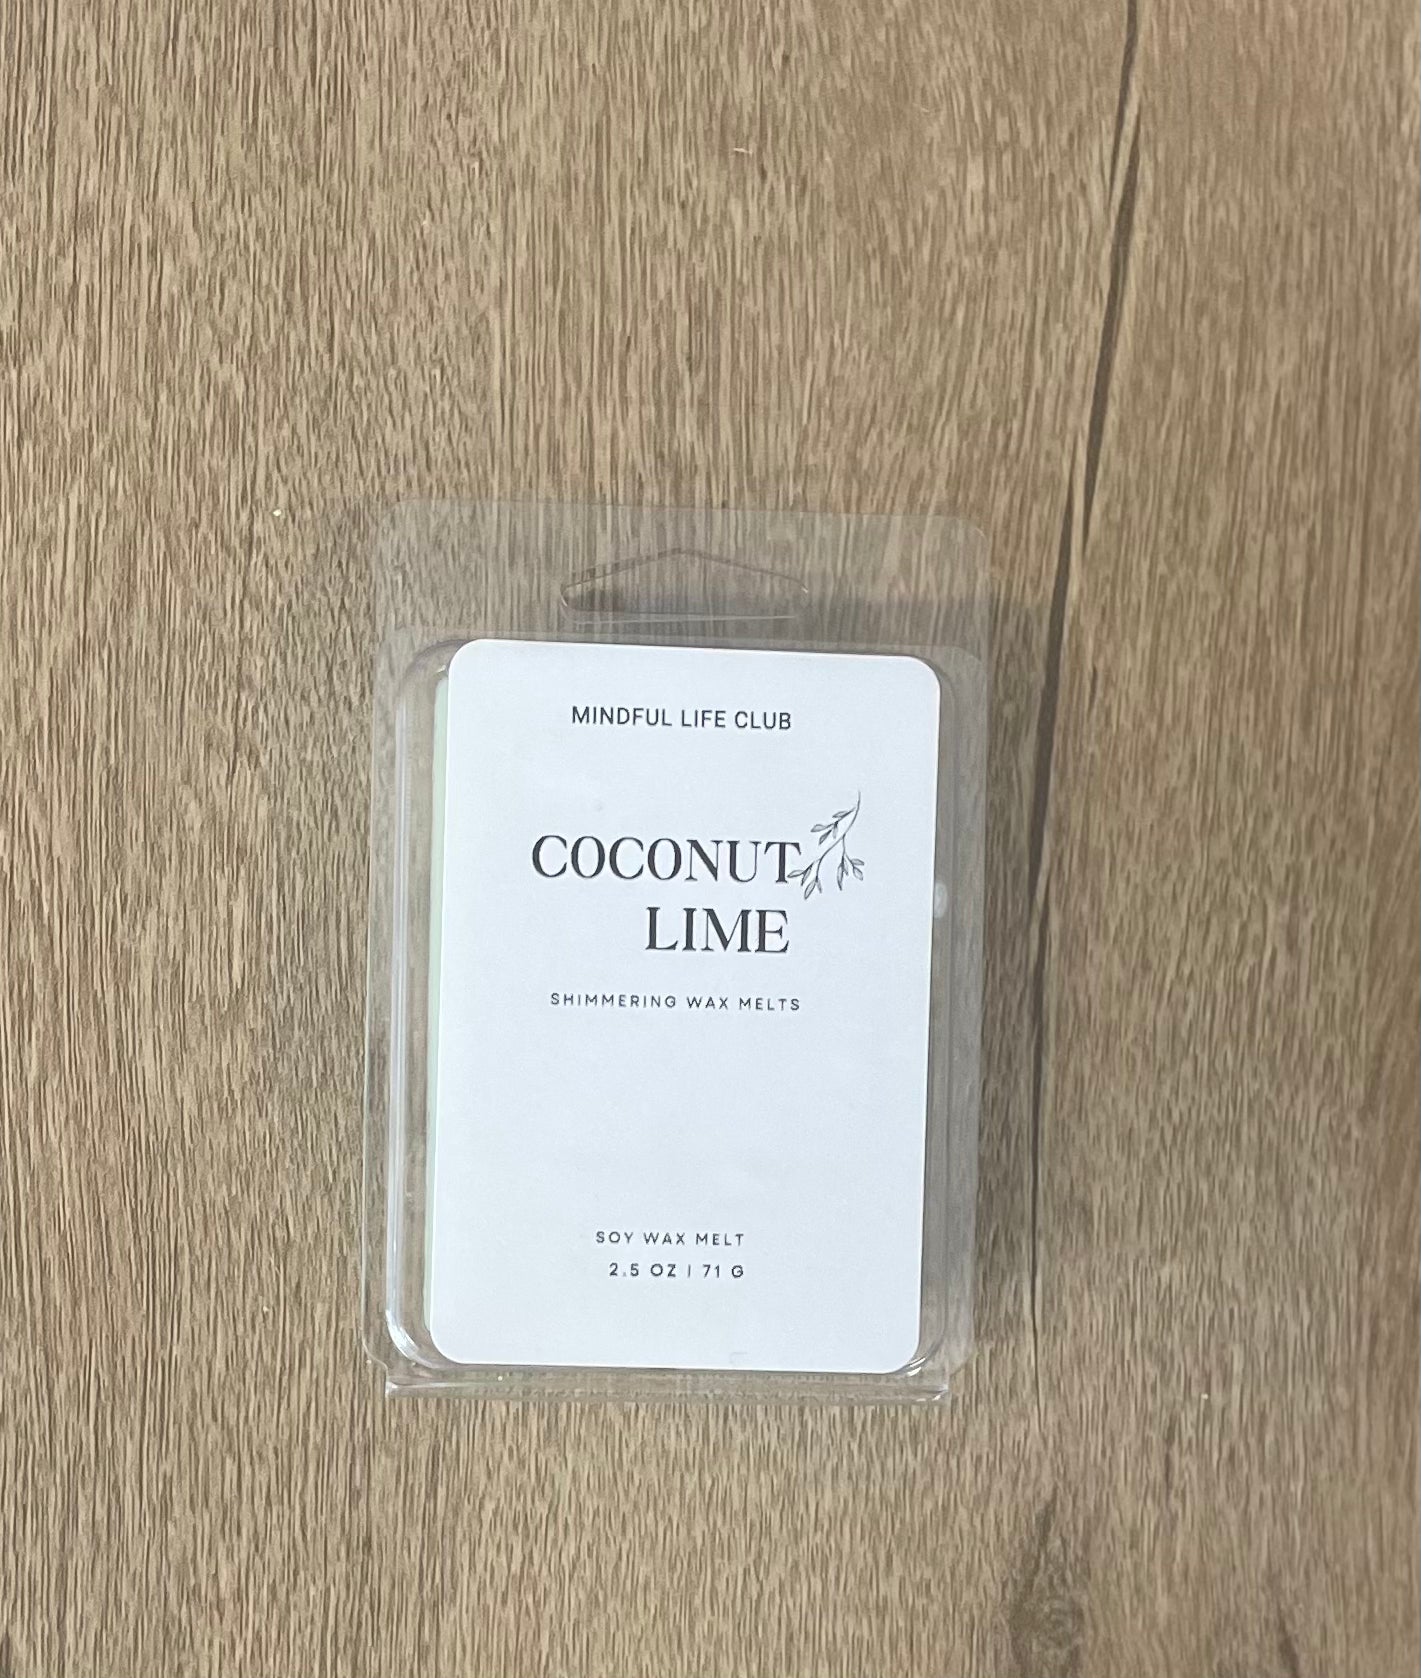 MINDFUL LIFE CLUB
COCONUT
LIME
SHIMMERING WAX MELTS
SOY WAX MELT
2.5 OZ | 71 G